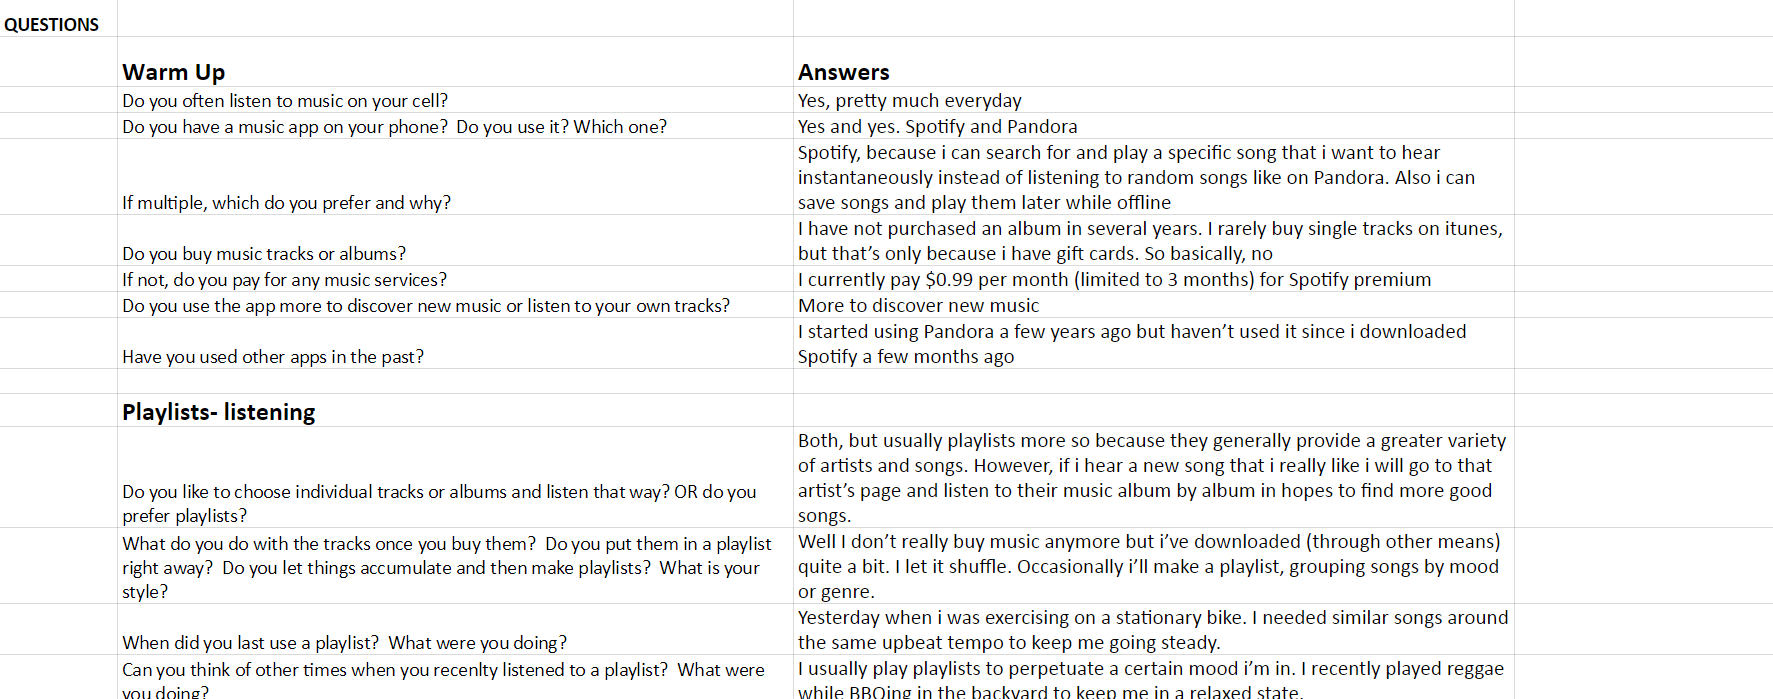 QUESTIONS
Warm Up
Answers
Do you often listen to music on your cell?
Yes, pretty much everyday
Do you have a music app on your phone?  Do you use it? Which one?
Yes and yes. Spotify and Pandora
If multiple, which do you prefer and why?
Spotify, because i can search for and play a specific song that i want to hear
instantaneously instead of listening to random songs like on Pandora. Also i can
save songs and play them later while offline
Do you buy music tracks or albums?
I have not purchased an album in several years. I rarely buy single tracks on itunes,
but that’s only because i have gift cards. So basically, no
If not, do you pay for any music services?
I currently pay $0.99 per month (limited to 3 months) for Spotify premium
Do you use the app more to discover new music or listen to your own tracks?
More to discover new music
Have you used other apps in the past?
I started using Pandora a few years ago but haven’t used it since i downloaded
Spotify a few months ago
Playlists- listening
Do you like to choose individual tracks or albums and listen that way? OR do you
prefer playlists?
Both, but usually playlists more so because they generally provide a greater variety
of artists and songs. However, if i hear a new song that i really like i will go to that
artist’s page and listen to their music album by album in hopes to find more good
songs.
What do you do with the tracks once you buy them?  Do you put them in a playlist
right away?  Do you let things accumulate and then make playlists?  What is your
style?
Well I don’t really buy music anymore but i’ve downloaded (through other means)
quite a bit. I let it shuffle. Occasionally i’ll make a playlist, grouping songs by mood
or genre.
When did you last use a playlist?  What were you doing?
Yesterday when i was exercising on a stationary bike. I needed similar songs around
the same upbeat tempo to keep me going steady.
Can you think of other times when you recenlty listened to a playlist?  What were
you doing?
I usually play playlists to perpetuate a certain mood i’m in. I recently played reggae
while BBQing in the backyard to keep me in a relaxed state.